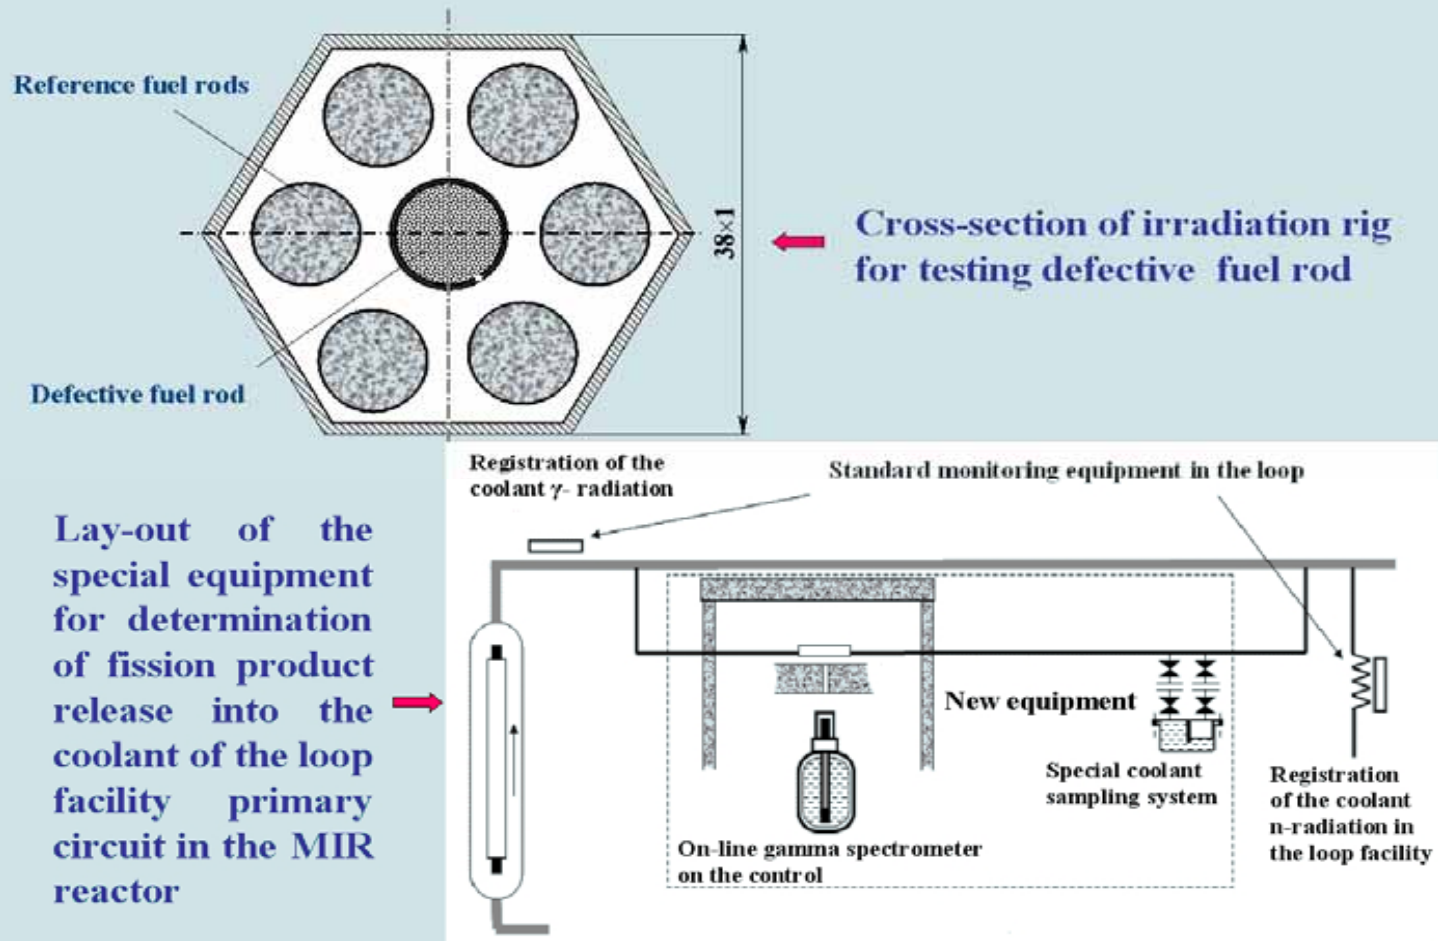 Reference fuel rods
Defective fuel rod
38×1
Cross-section of irradiation rig
for testing defective fuel rod
Lay-out of the
special equipment
for determination
of fission product
release into the
coolant of the loop
facility primary
circuit in the MIR
reactor
Registration of the
coolant γ- radiation
Standard monitoring equipment in the loop
New equipment
Special coolant
sampling system
On-line gamma spectrometer
on the control
Registration
of the coolant
n-radiation in
the loop facility